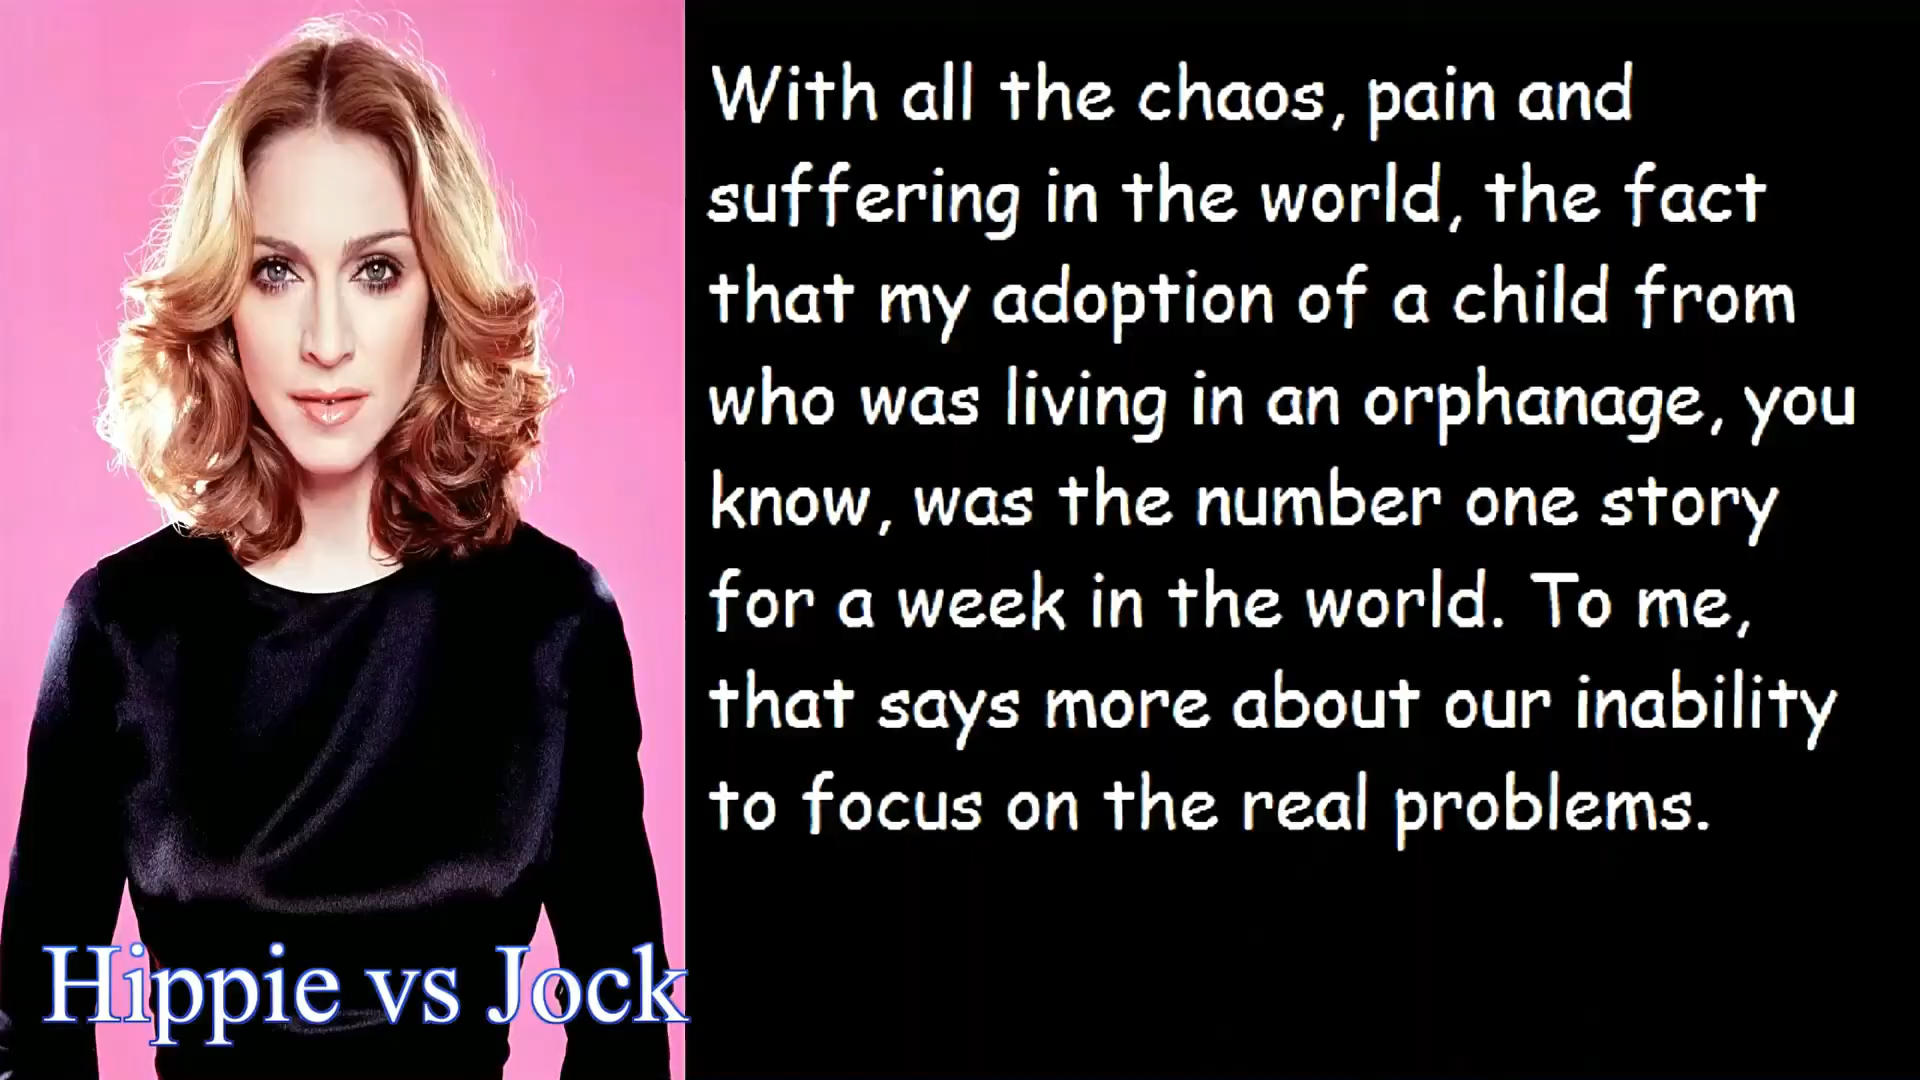 With all the chaos, pain and
suffering in the world, the fact
that my adoption of a child from
who was living in an orphanage, you
know, was the number one story
for a week in the world. To me,
that says more about our inability
to focus on the real problems.
Hippie vs Jock